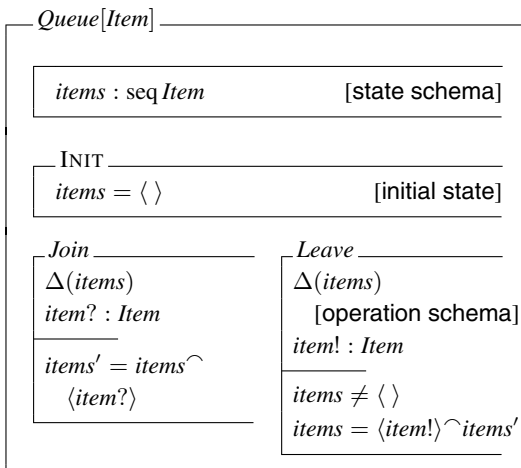 Queue[Item]
items : seq Item [state schema]
INIT
items = ⟨ ⟩ [initial state]
Join
Δ(items)
item? : Item
items′ = items⌢
⟨item?⟩
Leave
Δ(items)
[operation schema]
item! : Item
items ≠ ⟨ ⟩
items = ⟨item!⟩⌢items′